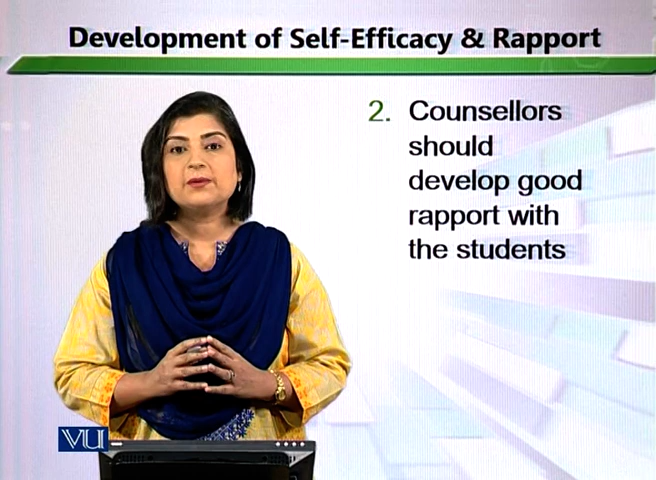 Development of Self-Efficacy & Rapport
2. Counsellors
should
develop good
rapport with
the students
VU